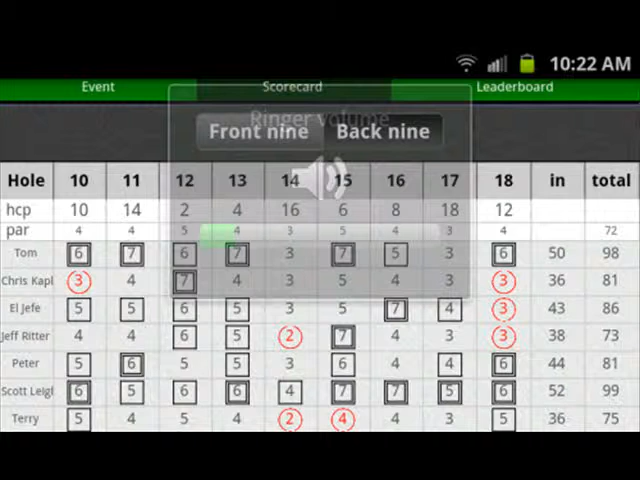 10:22 AM
Event Scorecard Leaderboard
Ringer volume
Front nine Back nine
Hole 10 11 12 13 14 15 16 17 18 in total
hcp 10 14 2 4 16 6 8 18 12
par 4 4 5 4 3 5 4 3 4 72
Tom 6 7 6 7 3 7 5 3 6 50 98
Chris Kapl 3 4 7 4 3 5 4 3 3 36 81
El Jefe 5 5 6 5 3 5 7 4 3 43 86
Jeff Ritter 4 4 6 5 2 7 4 3 3 38 73
Peter 5 6 5 5 3 6 4 4 6 44 81
Scott Leigl 6 5 6 6 4 7 7 5 6 52 99
Terry 5 4 5 4 2 4 4 3 5 36 75